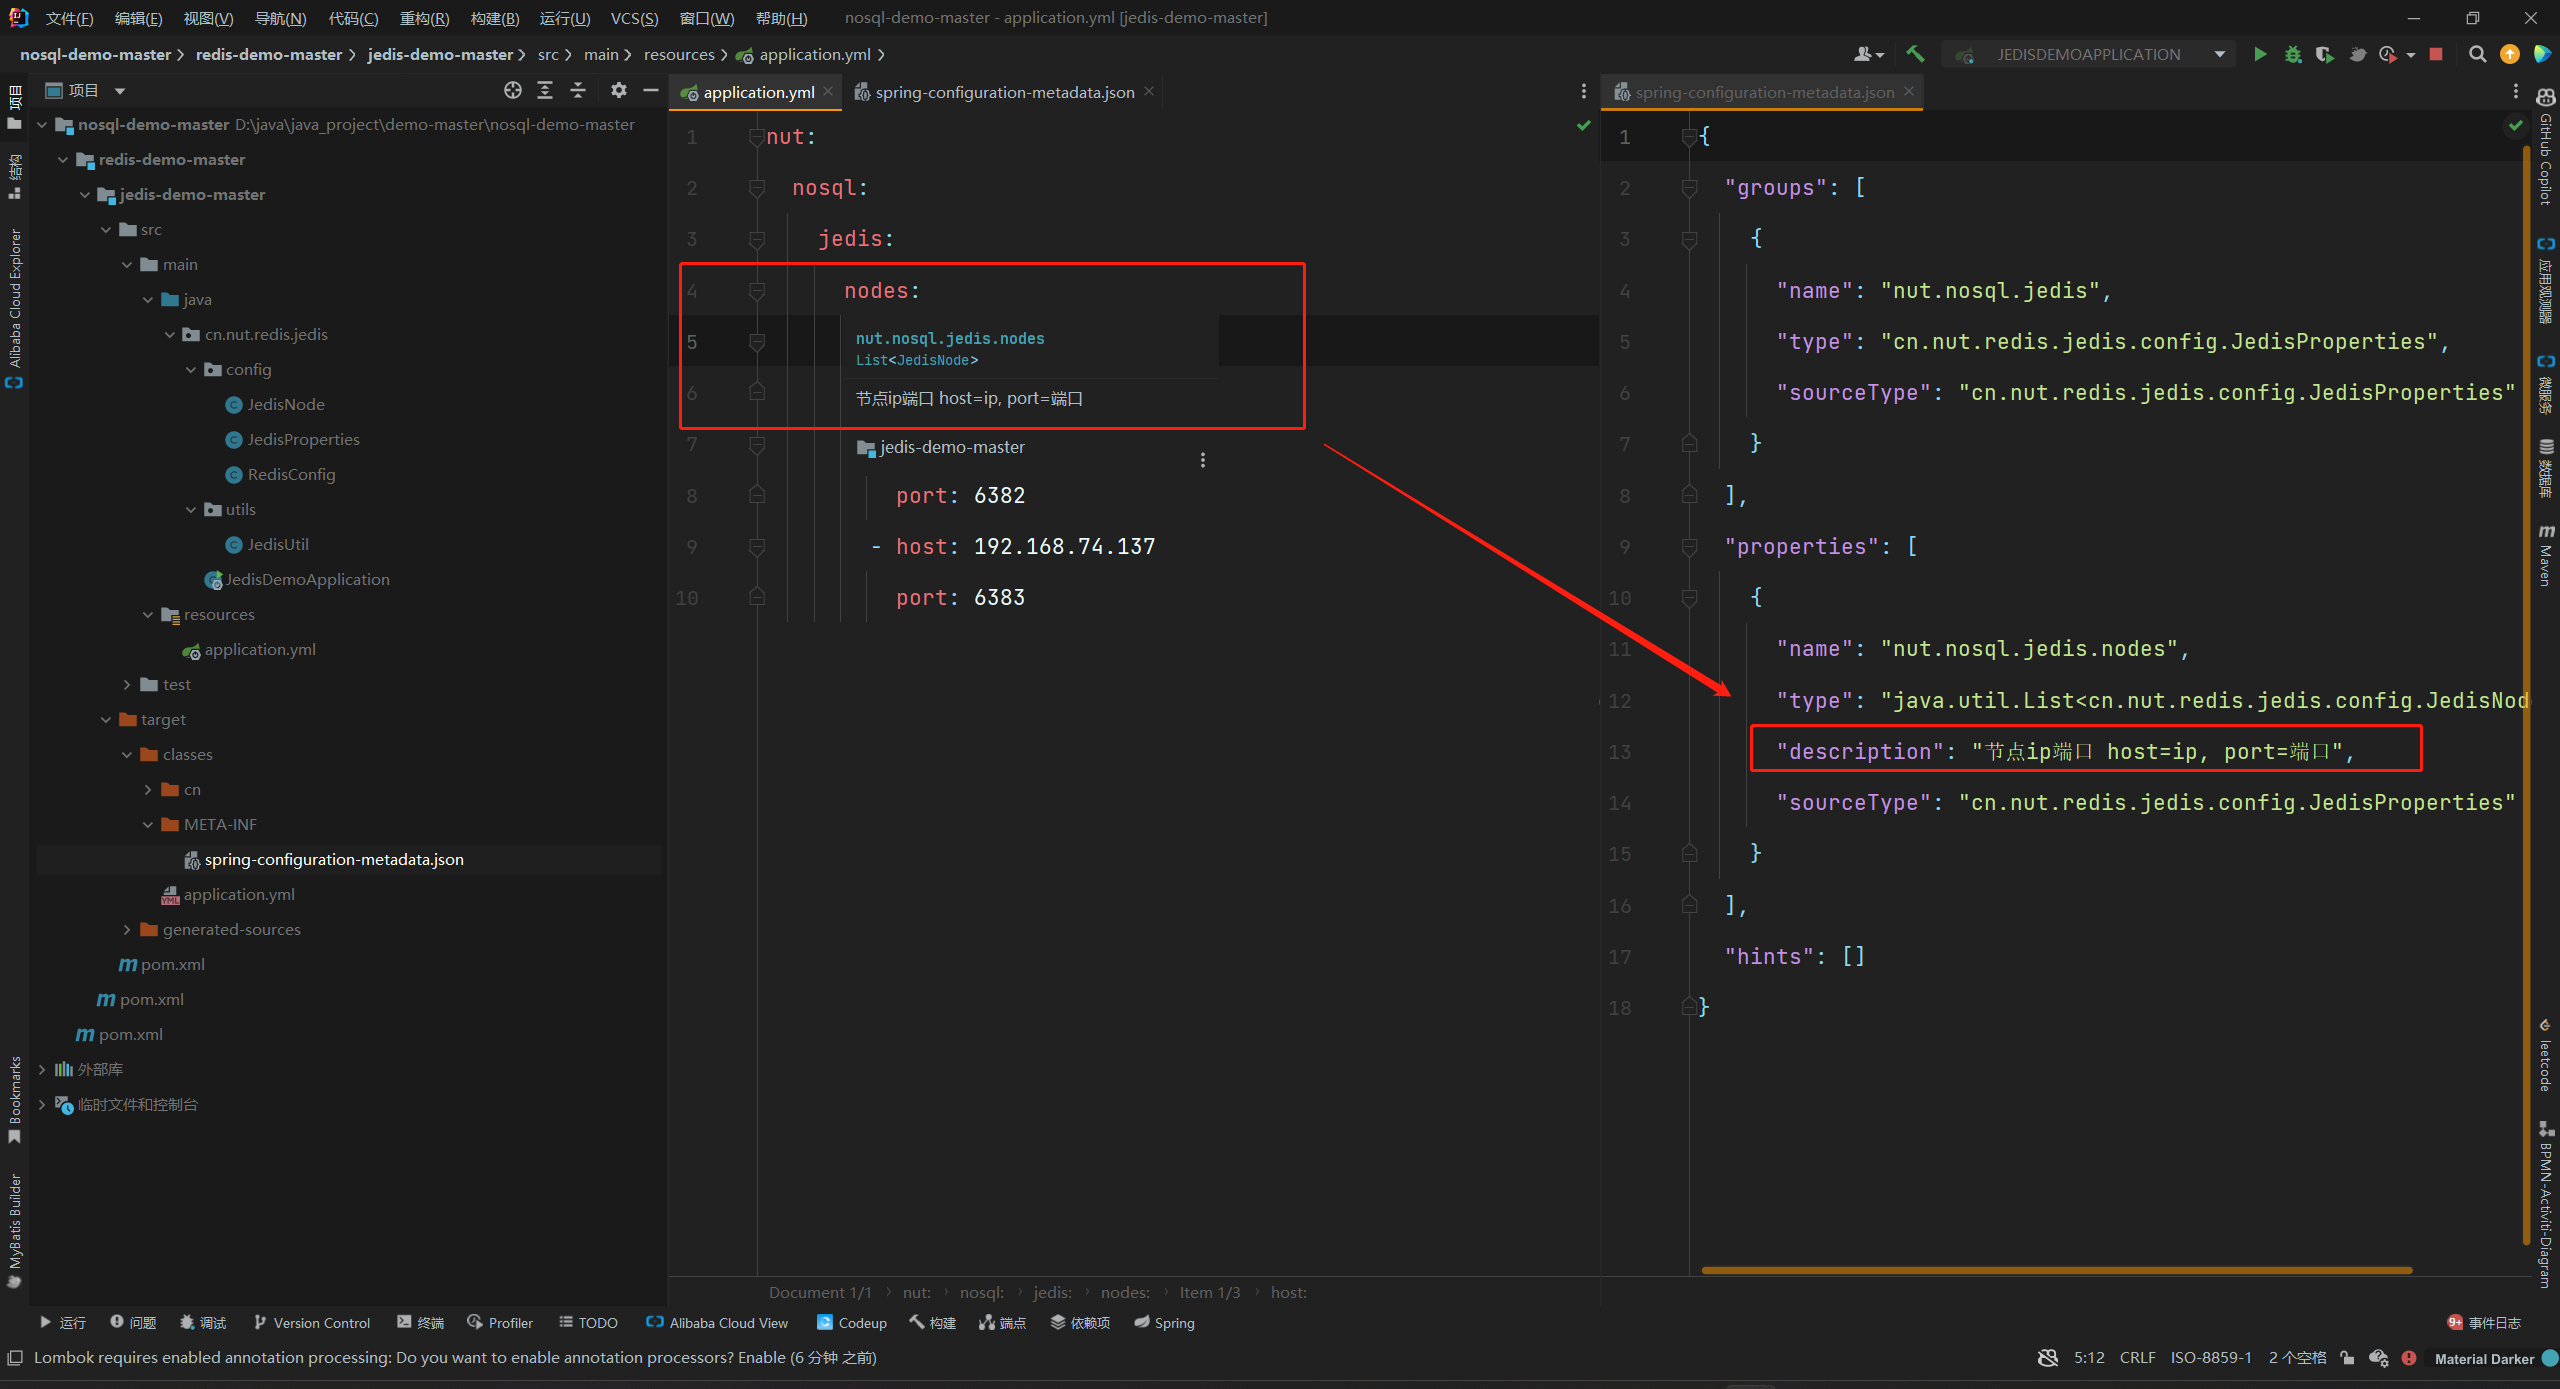 文件(F) 编辑(E) 视图(V) 导航(N) 代码(C) 重构(R) 构建(B) 运行(U) VCS(S) 窗口(W) 帮助(H) nosql-demo-master - application.yml [jedis-demo-master]
nosql-demo-master redis-demo-master jedis-demo-master src main resources application.yml JEDISDEMOAPPLICATION
项目
结构
Alibaba Cloud Explorer
Bookmarks
MyBatis Builder
项目
nosql-demo-master D:\java\java_project\demo-master\nosql-demo-master
redis-demo-master
jedis-demo-master
src
main
java
cn.nut.redis.jedis
config
JedisNode
JedisProperties
RedisConfig
utils
JedisUtil
JedisDemoApplication
resources
application.yml
test
target
classes
cn
META-INF
spring-configuration-metadata.json
application.yml
generated-sources
pom.xml
pom.xml
pom.xml
外部库
临时文件和控制台
application.yml spring-configuration-metadata.json
1 nut:
2 nosql:
3 jedis:
4 nodes:
5
nut.nosql.jedis.nodes
List<JedisNode>
6
节点ip端口 host=ip, port=端口
7
jedis-demo-master
8 port: 6382
9 - host: 192.168.74.137
10 port: 6383
Document 1/1 nut: nosql: jedis: nodes: Item 1/3 host:
spring-configuration-metadata.json
1 {
2 "groups": [
3 {
4 "name": "nut.nosql.jedis",
5 "type": "cn.nut.redis.jedis.config.JedisProperties",
6 "sourceType": "cn.nut.redis.jedis.config.JedisProperties"
7 }
8 ],
9 "properties": [
10 {
11 "name": "nut.nosql.jedis.nodes",
12 "type": "java.util.List<cn.nut.redis.jedis.config.JedisNod
13 "description": "节点ip端口 host=ip, port=端口",
14 "sourceType": "cn.nut.redis.jedis.config.JedisProperties"
15 }
16 ],
17 "hints": []
18 }
GitHub Copilot
应用观测器
微服务
数据库
Maven
leetcode
BPMN-Activiti-Diagram
运行 问题 调试 Version Control 终端 Profiler TODO Alibaba Cloud View Codeup 构建 端点 依赖项 Spring 9+ 事件日志
Lombok requires enabled annotation processing: Do you want to enable annotation processors? Enable (6 分钟 之前) 5:12 CRLF ISO-8859-1 2 个空格 Material Darker